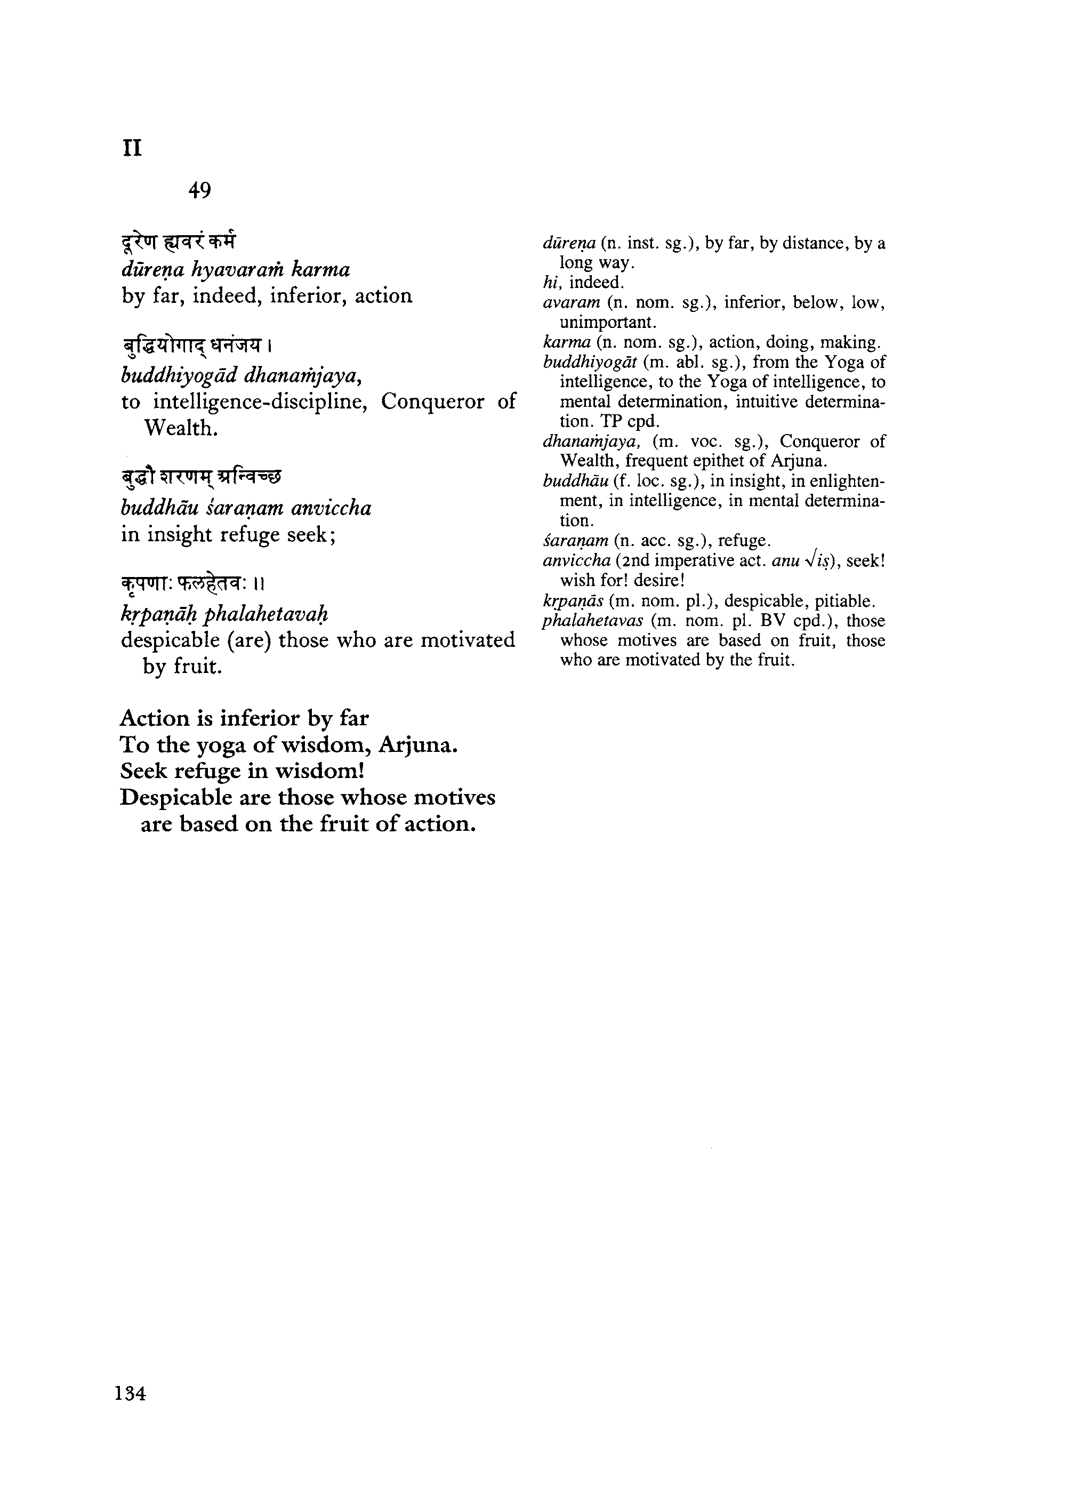 II
49
दूरेण ह्यवरं कर्म
dūreṇa hyavaraṁ karma
by far, indeed, inferior, action
बुद्धियोगाद् धनंजय ।
buddhiyogād dhanaṁjaya,
to intelligence-discipline, Conqueror of
Wealth.
बुद्धौ शरणम् अन्विच्छ
buddhāu śaraṇam anviccha
in insight refuge seek;
कृपणाः फलहेतवः ॥
kṛpaṇāḥ phalahetavaḥ
despicable (are) those who are motivated
by fruit.
Action is inferior by far
To the yoga of wisdom, Arjuna.
Seek refuge in wisdom!
Despicable are those whose motives
are based on the fruit of action.
dūreṇa (n. inst. sg.), by far, by distance, by a
long way.
hi, indeed.
avaram (n. nom. sg.), inferior, below, low,
unimportant.
karma (n. nom. sg.), action, doing, making.
buddhiyogāt (m. abl. sg.), from the Yoga of
intelligence, to the Yoga of intelligence, to
mental determination, intuitive determina-
tion. TP cpd.
dhanaṁjaya, (m. voc. sg.), Conqueror of
Wealth, frequent epithet of Arjuna.
buddhāu (f. loc. sg.), in insight, in enlighten-
ment, in intelligence, in mental determina-
tion.
śaraṇam (n. acc. sg.), refuge.
anviccha (2nd imperative act. anu √iṣ), seek!
wish for! desire!
kṛpaṇās (m. nom. pl.), despicable, pitiable.
phalahetavas (m. nom. pl. BV cpd.), those
whose motives are based on fruit, those
who are motivated by the fruit.
134